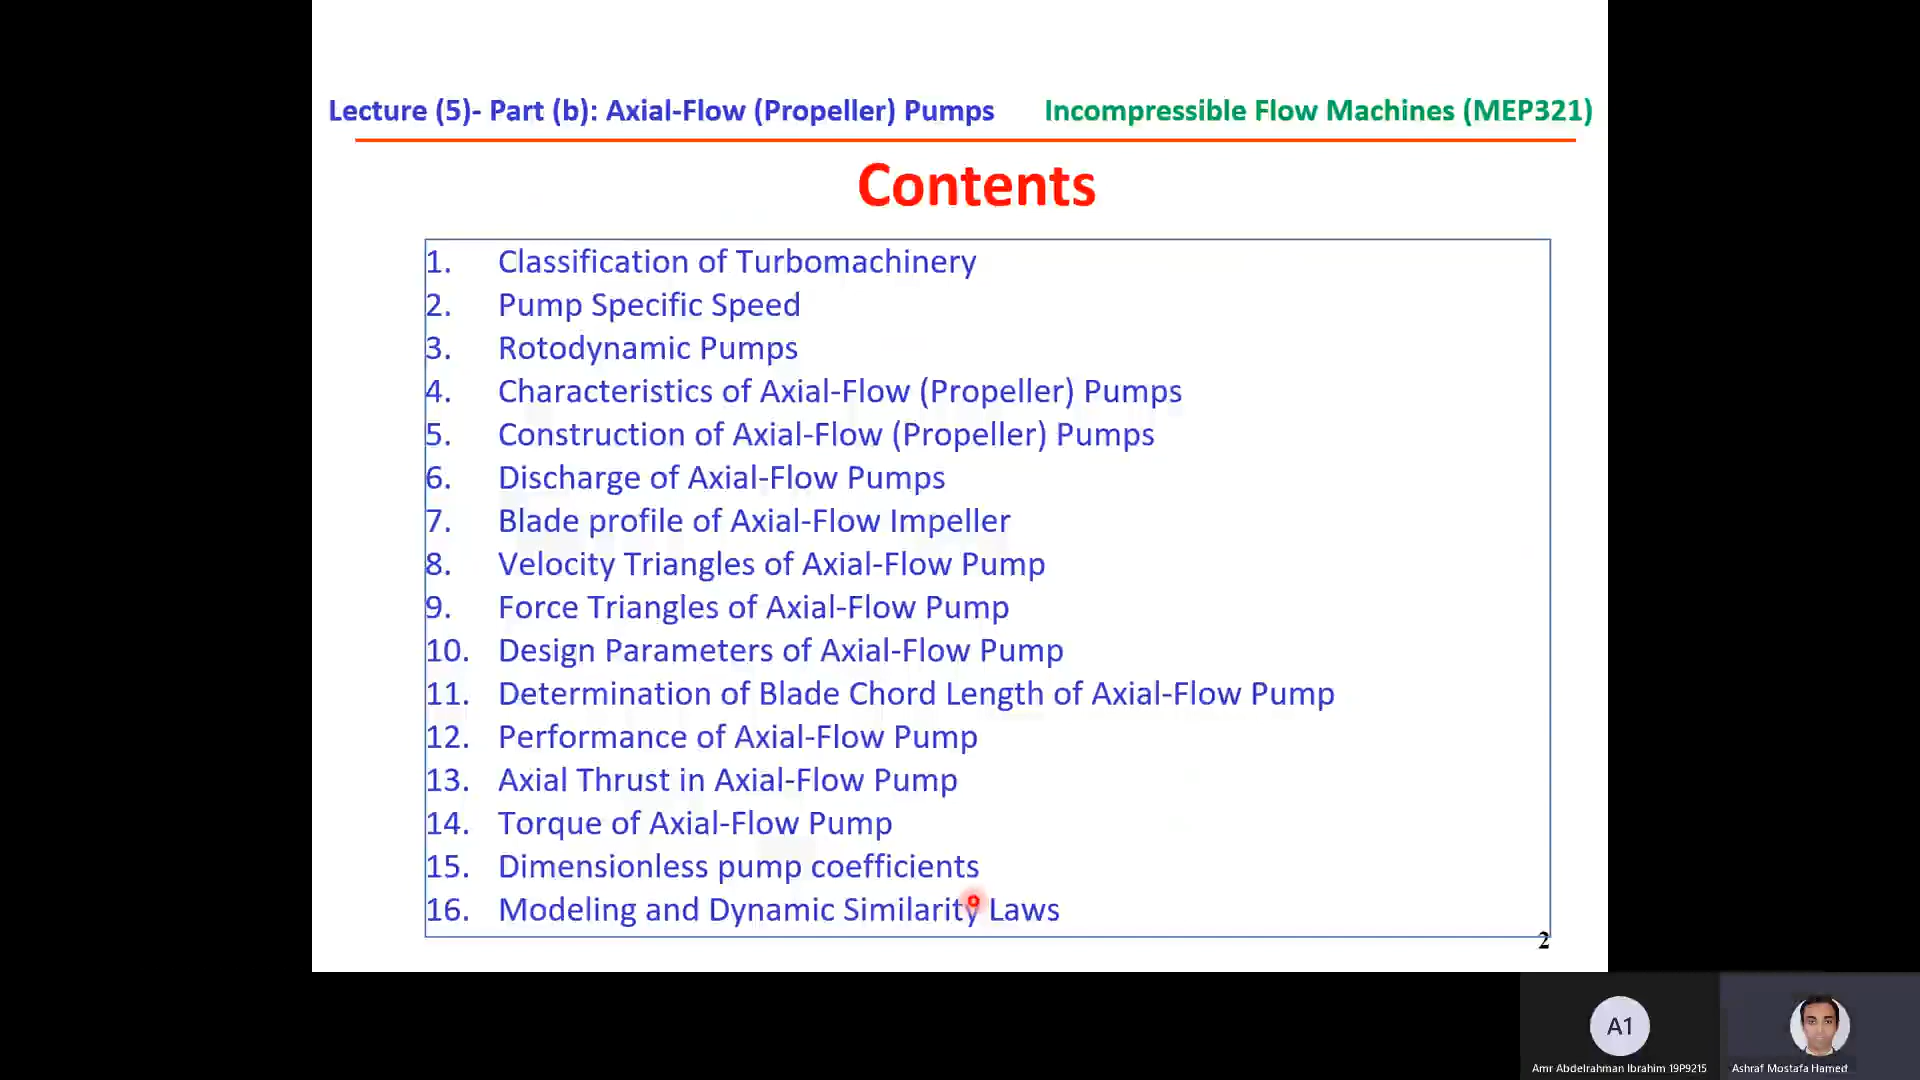 Lecture (5)- Part (b): Axial-Flow (Propeller) Pumps Incompressible Flow Machines (MEP321)
Contents
1. Classification of Turbomachinery
2. Pump Specific Speed
3. Rotodynamic Pumps
4. Characteristics of Axial-Flow (Propeller) Pumps
5. Construction of Axial-Flow (Propeller) Pumps
6. Discharge of Axial-Flow Pumps
7. Blade profile of Axial-Flow Impeller
8. Velocity Triangles of Axial-Flow Pump
9. Force Triangles of Axial-Flow Pump
10. Design Parameters of Axial-Flow Pump
11. Determination of Blade Chord Length of Axial-Flow Pump
12. Performance of Axial-Flow Pump
13. Axial Thrust in Axial-Flow Pump
14. Torque of Axial-Flow Pump
15. Dimensionless pump coefficients
16. Modeling and Dynamic Similarity Laws
2
A1
Amr Abdelrahman Ibrahim 19P9215
Ashraf Mostafa Hamed